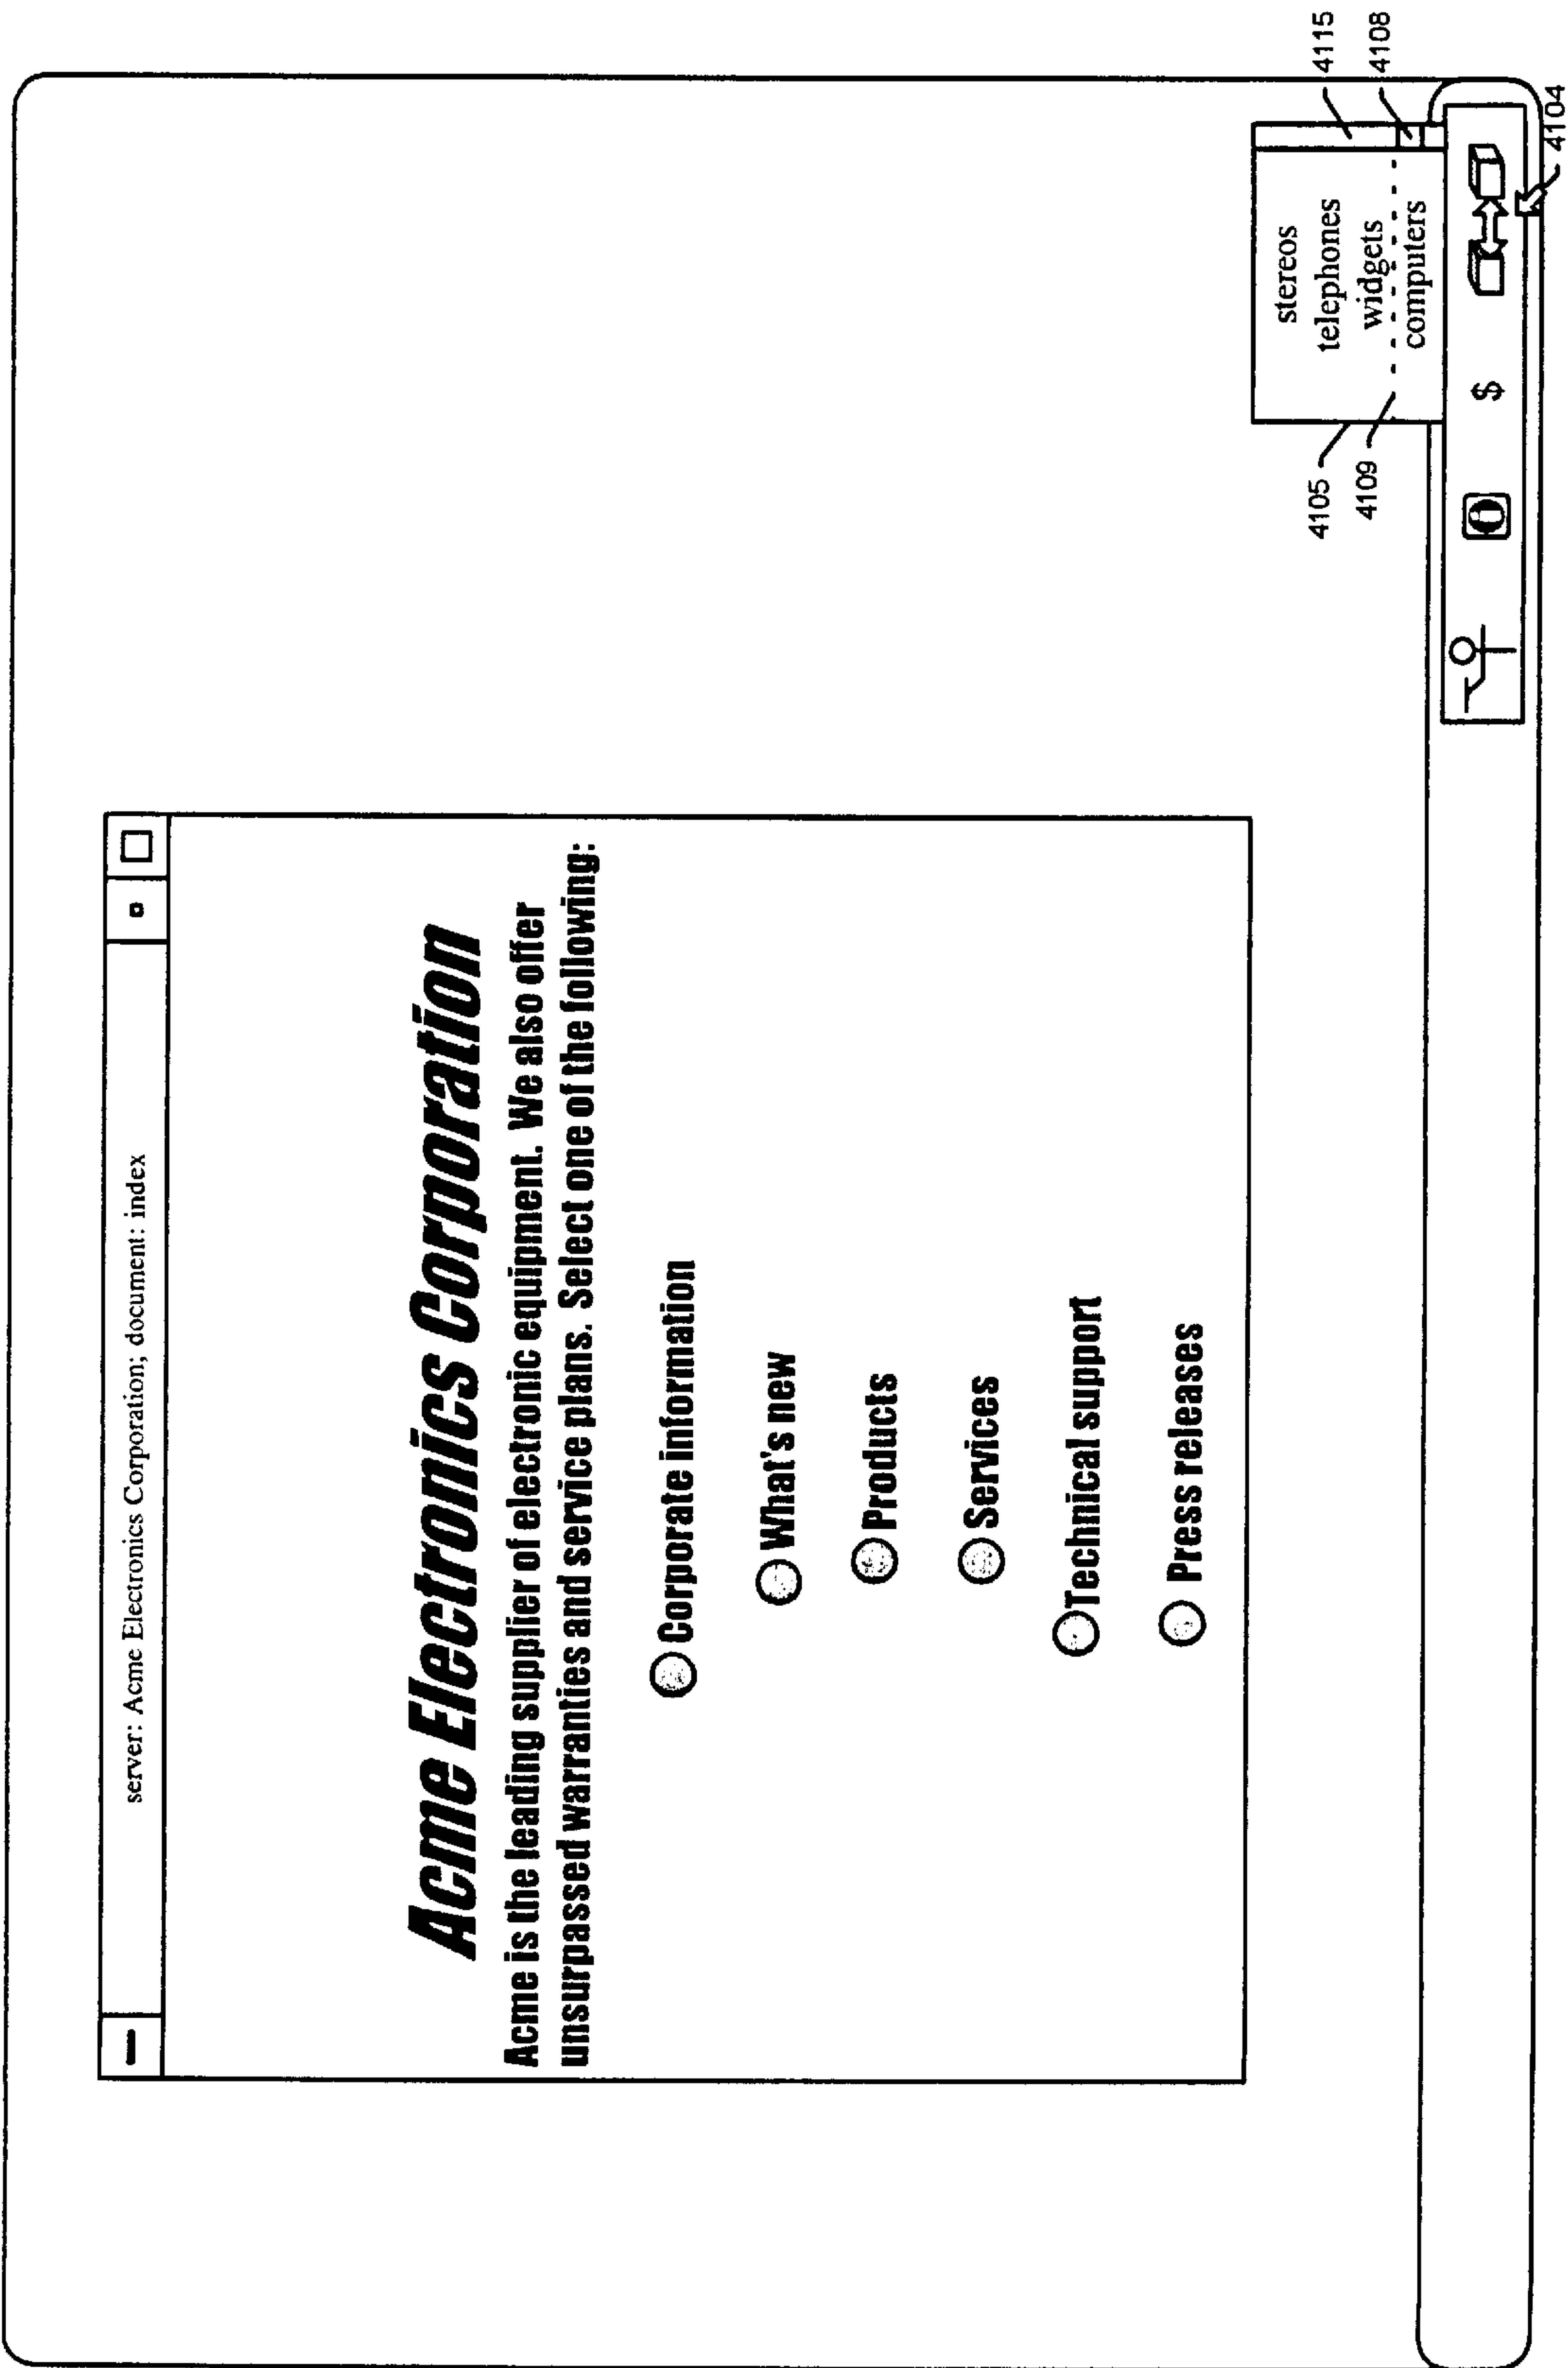 server: Acme Electronics Corporation; document: index
Acme Electronics Corporation
Acme is the leading supplier of electronic equipment. We also offer
unsurpassed warranties and service plans. Select one of the following:
Corporate information
What's new
Products
Services
Technical support
Press releases
stereos
telephones
widgets
computers
4115
4108
4105
4109
$
4104